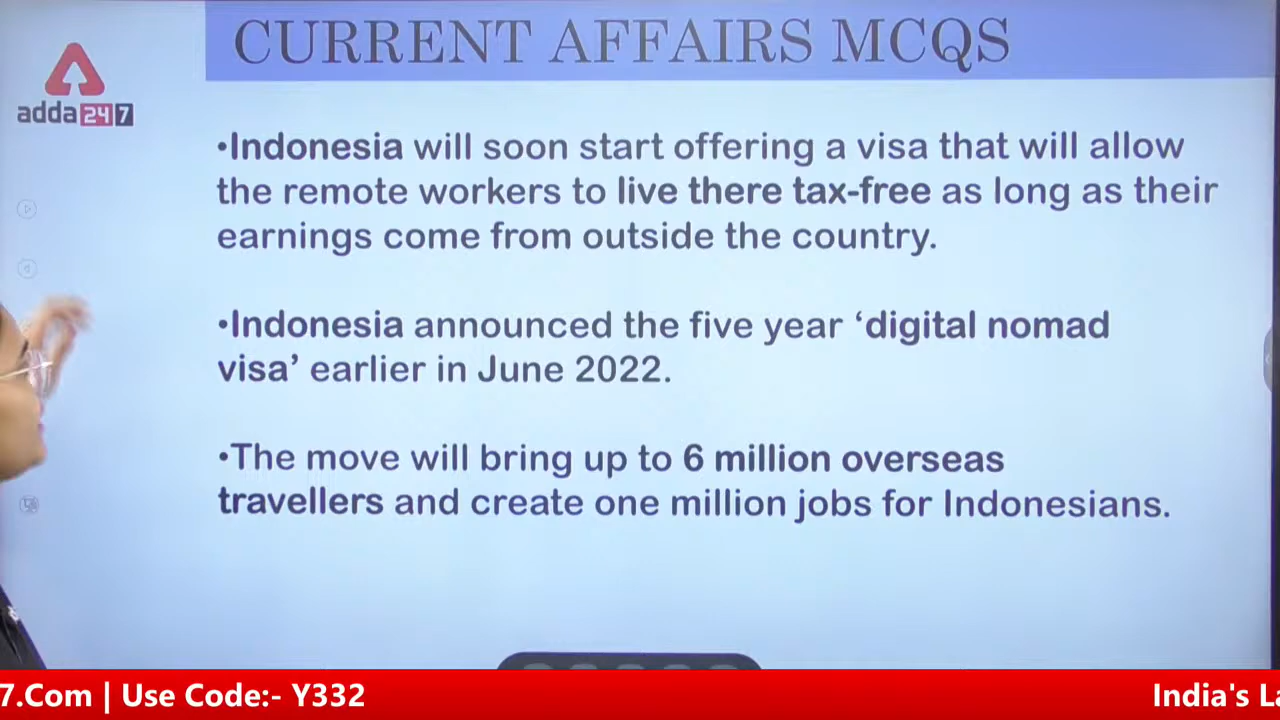 CURRENT AFFAIRS MCQS
adda247
•Indonesia will soon start offering a visa that will allow
the remote workers to live there tax-free as long as their
earnings come from outside the country.
•Indonesia announced the five year ‘digital nomad
visa’ earlier in June 2022.
•The move will bring up to 6 million overseas
travellers and create one million jobs for Indonesians.
7.Com | Use Code:- Y332
India's La